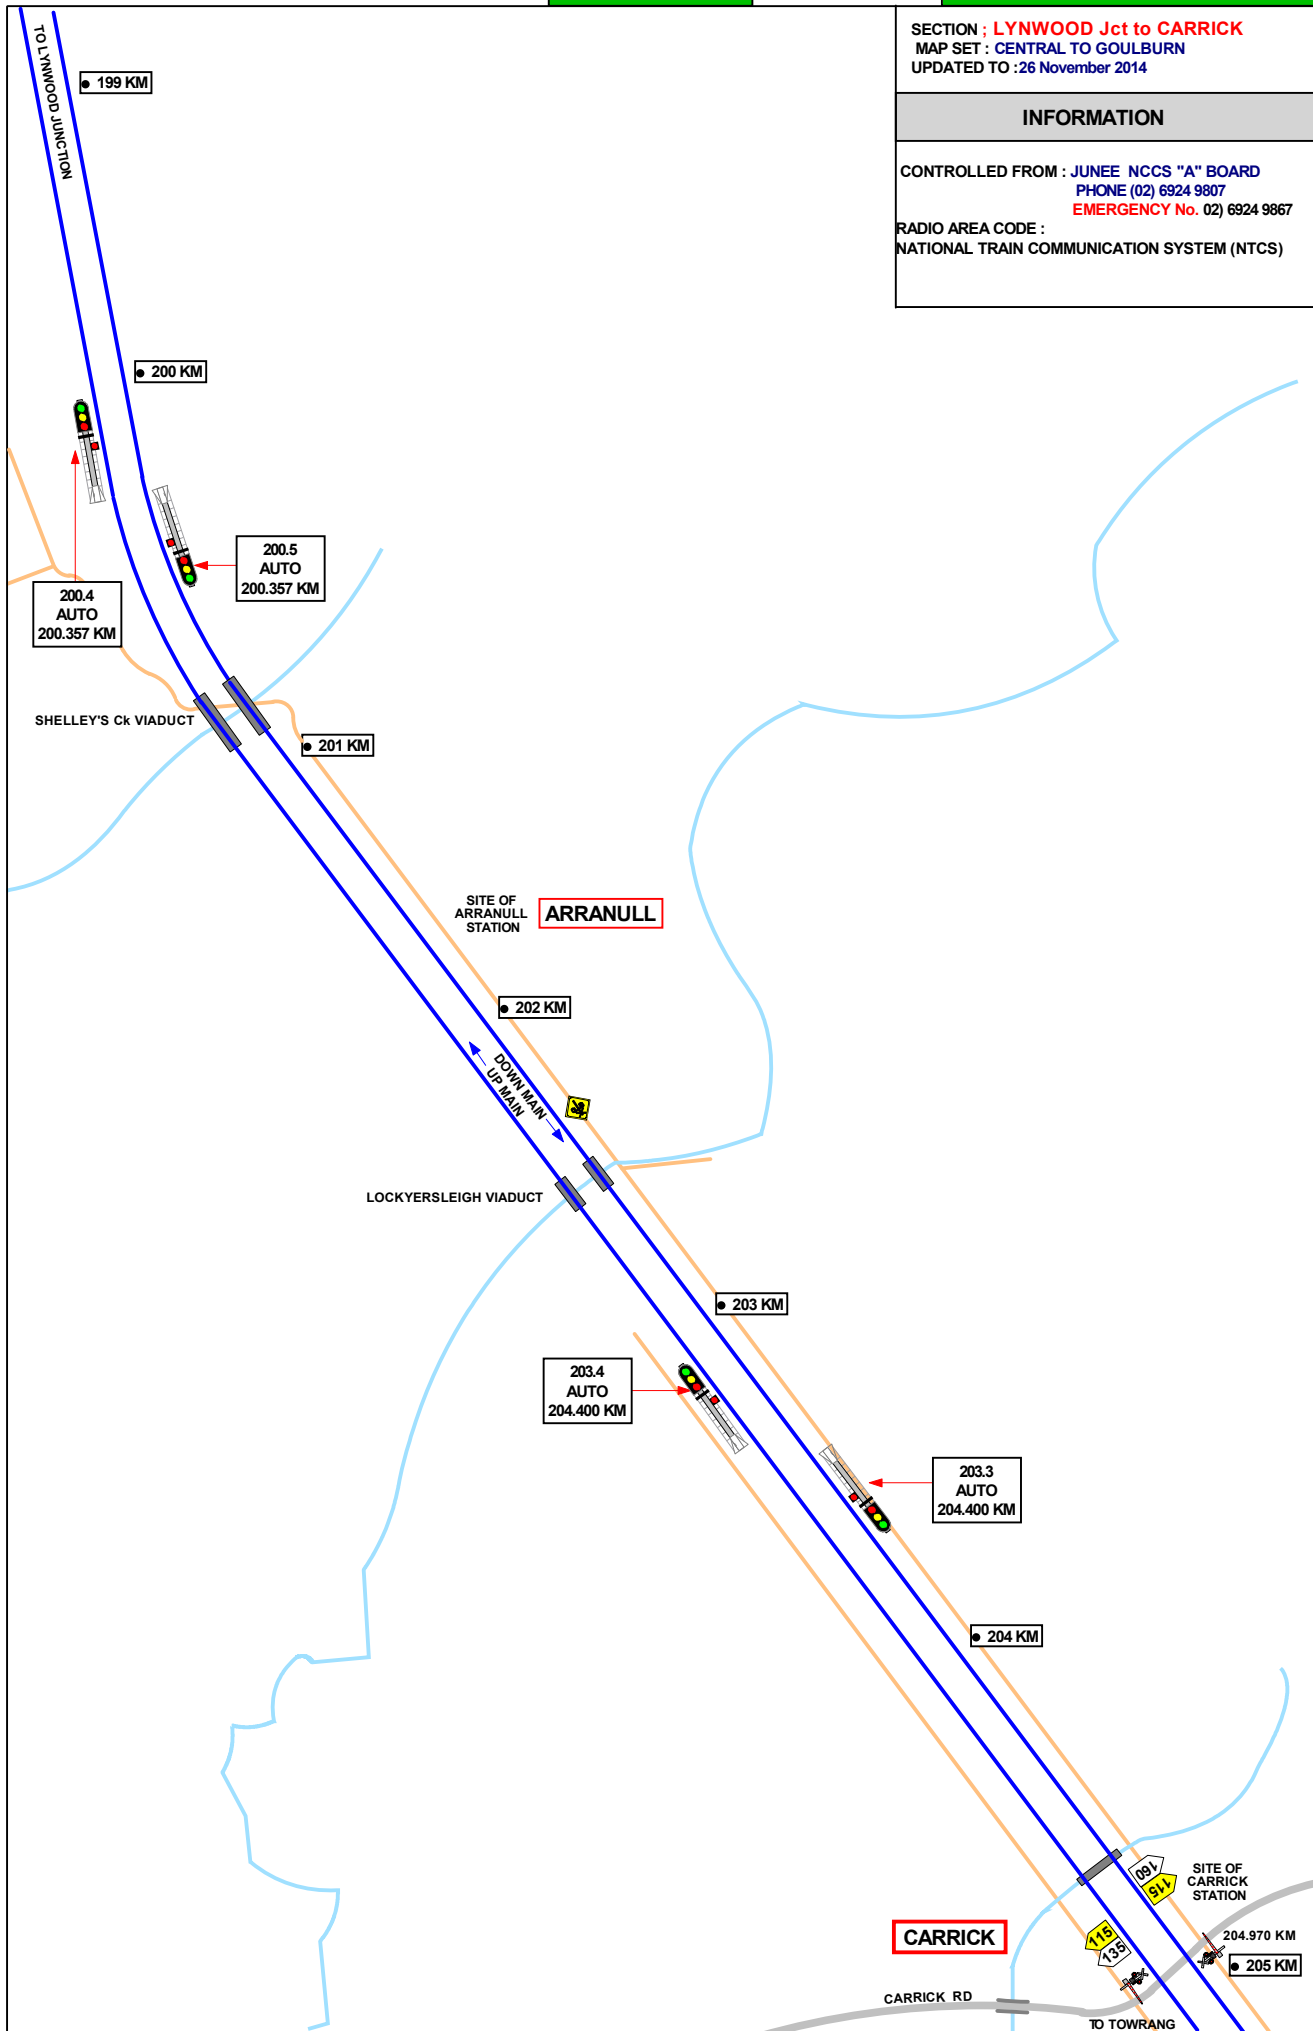 SECTION ; LYNWOOD Jct to CARRICK
MAP SET : CENTRAL TO GOULBURN
UPDATED TO :26 November 2014
INFORMATION
CONTROLLED FROM : JUNEE NCCS "A" BOARD
PHONE (02) 6924 9807
EMERGENCY No. 02) 6924 9867
RADIO AREA CODE :
NATIONAL TRAIN COMMUNICATION SYSTEM (NTCS)
TO LYNWOOD JUNCTION
199 KM
200 KM
200.5
AUTO
200.357 KM
200.4
AUTO
200.357 KM
SHELLEY'S Ck VIADUCT
201 KM
SITE OF
ARRANULL
STATION
ARRANULL
202 KM
DOWN MAIN
UP MAIN
LOCKYERSLEIGH VIADUCT
203 KM
203.4
AUTO
204.400 KM
203.3
AUTO
204.400 KM
204 KM
160
115
SITE OF
CARRICK
STATION
CARRICK
115
135
204.970 KM
205 KM
CARRICK RD
TO TOWRANG